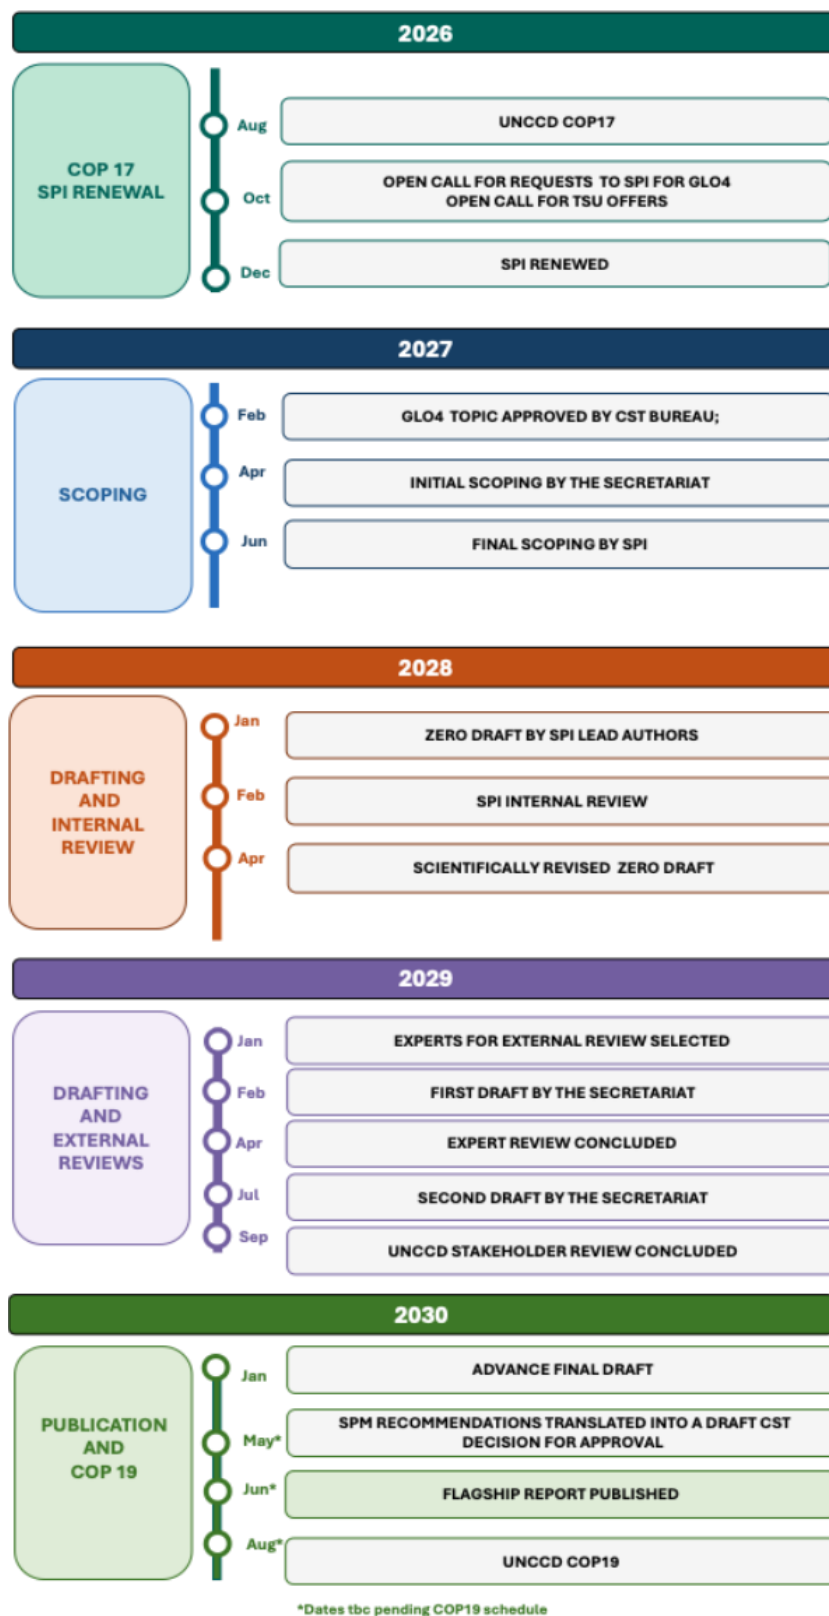 2026
COP 17
SPI RENEWAL
Aug
UNCCD COP17
Oct
OPEN CALL FOR REQUESTS TO SPI FOR GLO4
OPEN CALL FOR TSU OFFERS
Dec
SPI RENEWED
2027
SCOPING
Feb
GLO4 TOPIC APPROVED BY CST BUREAU;
Apr
INITIAL SCOPING BY THE SECRETARIAT
Jun
FINAL SCOPING BY SPI
2028
DRAFTING
AND
INTERNAL
REVIEW
Jan
ZERO DRAFT BY SPI LEAD AUTHORS
Feb
SPI INTERNAL REVIEW
Apr
SCIENTIFICALLY REVISED ZERO DRAFT
2029
DRAFTING
AND
EXTERNAL
REVIEWS
Jan
EXPERTS FOR EXTERNAL REVIEW SELECTED
Feb
FIRST DRAFT BY THE SECRETARIAT
Apr
EXPERT REVIEW CONCLUDED
Jul
SECOND DRAFT BY THE SECRETARIAT
Sep
UNCCD STAKEHOLDER REVIEW CONCLUDED
2030
PUBLICATION
AND
COP 19
Jan
ADVANCE FINAL DRAFT
May*
SPM RECOMMENDATIONS TRANSLATED INTO A DRAFT CST
DECISION FOR APPROVAL
Jun*
FLAGSHIP REPORT PUBLISHED
Aug*
UNCCD COP19
*Dates tbc pending COP19 schedule